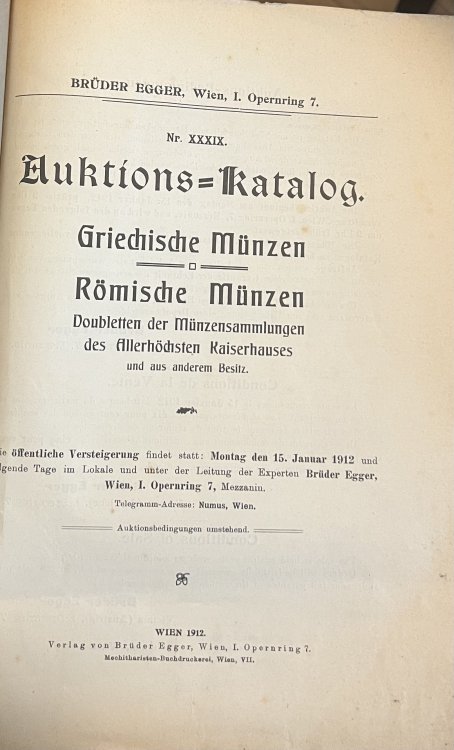 BRÜDER EGGER, Wien, I. Opernring 7.
Nr. XXXIX.
Auktions=Katalog.
Griechische Münzen
Römische Münzen
Doubletten der Münzensammlungen
des Allerhöchsten Kaiserhauses
und aus anderem Besitz.
ie öffentliche Versteigerung findet statt: Montag den 15. Januar 1912 und
lgende Tage im Lokale und unter der Leitung der Experten Brüder Egger,
Wien, I. Opernring 7, Mezzanin.
Telegramm-Adresse: Numus, Wien.
Auktionsbedingungen umstehend.
WIEN 1912.
Verlag von Brüder Egger, Wien, I. Opernring 7.
Mechitharisten-Buchdruckerei, Wien, VII.